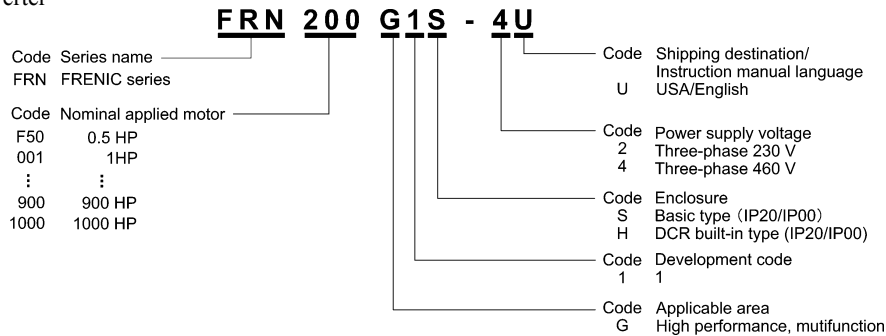 erter
FRN 200 G1S - 4U
Code Series name
FRN FRENIC series
Code Nominal applied motor
F50 0.5 HP
001 1HP
⋮ ⋮
900 900 HP
1000 1000 HP
Code Shipping destination/
Instruction manual language
U USA/English
Code Power supply voltage
2 Three-phase 230 V
4 Three-phase 460 V
Code Enclosure
S Basic type (IP20/IP00)
H DCR built-in type (IP20/IP00)
Code Development code
1 1
Code Applicable area
G High performance, mutifunction